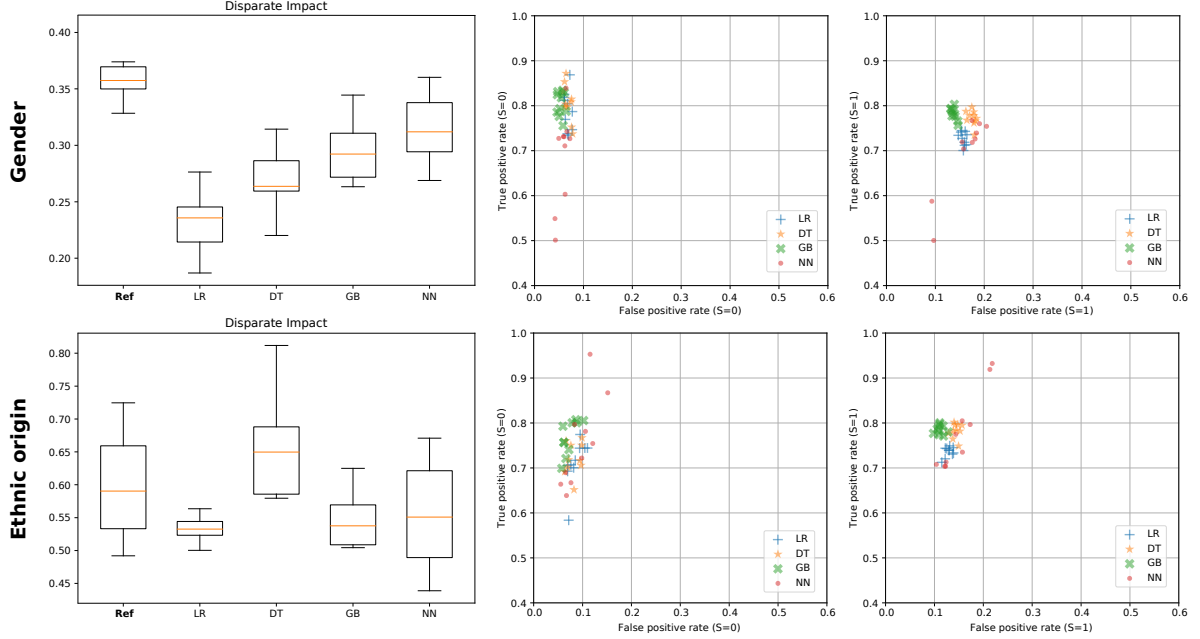 Gender
Disparate Impact
0.40
0.35
0.30
0.25
0.20
Ref LR DT GB NN
True positive rate (S=0)
1.0
0.9
0.8
0.7
0.6
0.5
0.4
LR
DT
GB
NN
0.0 0.1 0.2 0.3 0.4 0.5 0.6
False positive rate (S=0)
True positive rate (S=1)
1.0
0.9
0.8
0.7
0.6
0.5
0.4
LR
DT
GB
NN
0.0 0.1 0.2 0.3 0.4 0.5 0.6
False positive rate (S=1)
Ethnic origin
Disparate Impact
0.80
0.75
0.70
0.65
0.60
0.55
0.50
0.45
Ref LR DT GB NN
True positive rate (S=0)
1.0
0.9
0.8
0.7
0.6
0.5
0.4
LR
DT
GB
NN
0.0 0.1 0.2 0.3 0.4 0.5 0.6
False positive rate (S=0)
True positive rate (S=1)
1.0
0.9
0.8
0.7
0.6
0.5
0.4
LR
DT
GB
NN
0.0 0.1 0.2 0.3 0.4 0.5 0.6
False positive rate (S=1)